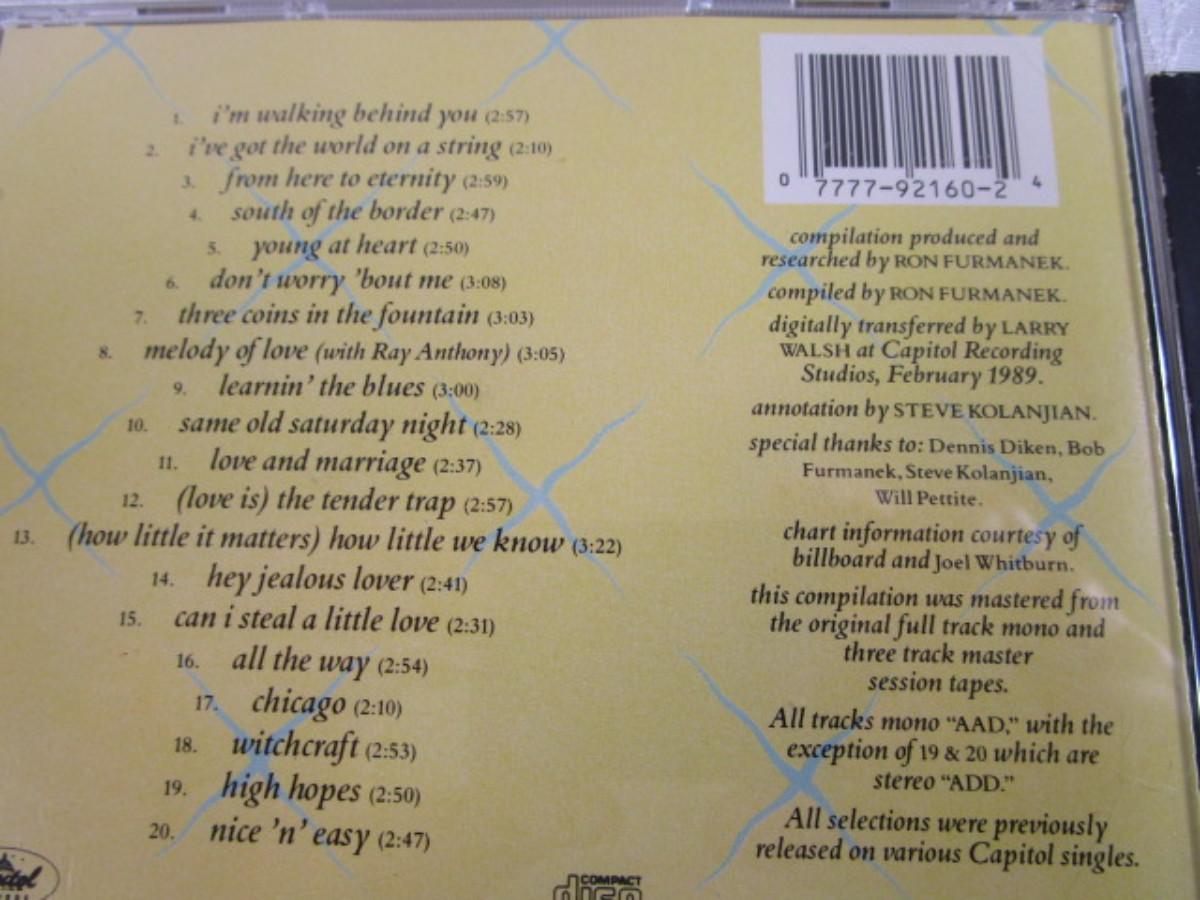 1. i'm walking behind you (2:57)
2. i've got the world on a string (2:10)
3. from here to eternity (2:59)
4. south of the border (2:47)
5. young at heart (2:50)
6. don't worry 'bout me (3:08)
7. three coins in the fountain (3:03)
8. melody of love (with Ray Anthony) (3:05)
9. learnin' the blues (3:00)
10. same old saturday night (2:28)
11. love and marriage (2:37)
12. (love is) the tender trap (2:57)
13. (how little it matters) how little we know (3:22)
14. hey jealous lover (2:41)
15. can i steal a little love (2:31)
16. all the way (2:54)
17. chicago (2:10)
18. witchcraft (2:53)
19. high hopes (2:50)
20. nice 'n' easy (2:47)
0 7777-92160-2 4
compilation produced and
researched by RON FURMANEK.
compiled by RON FURMANEK.
digitally transferred by LARRY
WALSH at Capitol Recording
Studios, February 1989.
annotation by STEVE KOLANJIAN.
special thanks to: Dennis Diken, Bob
Furmanek, Steve Kolanjian,
Will Pettite.
chart information courtesy of
billboard and Joel Whitburn.
this compilation was mastered from
the original full track mono and
three track master
session tapes.
All tracks mono "AAD," with the
exception of 19 & 20 which are
stereo "ADD."
All selections were previously
released on various Capitol singles.
COMPACT
disc